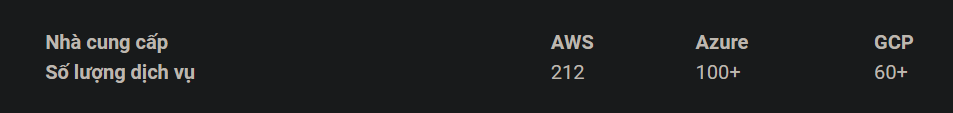 Nhà cung cấp AWS Azure GCP
Số lượng dịch vụ 212 100+ 60+